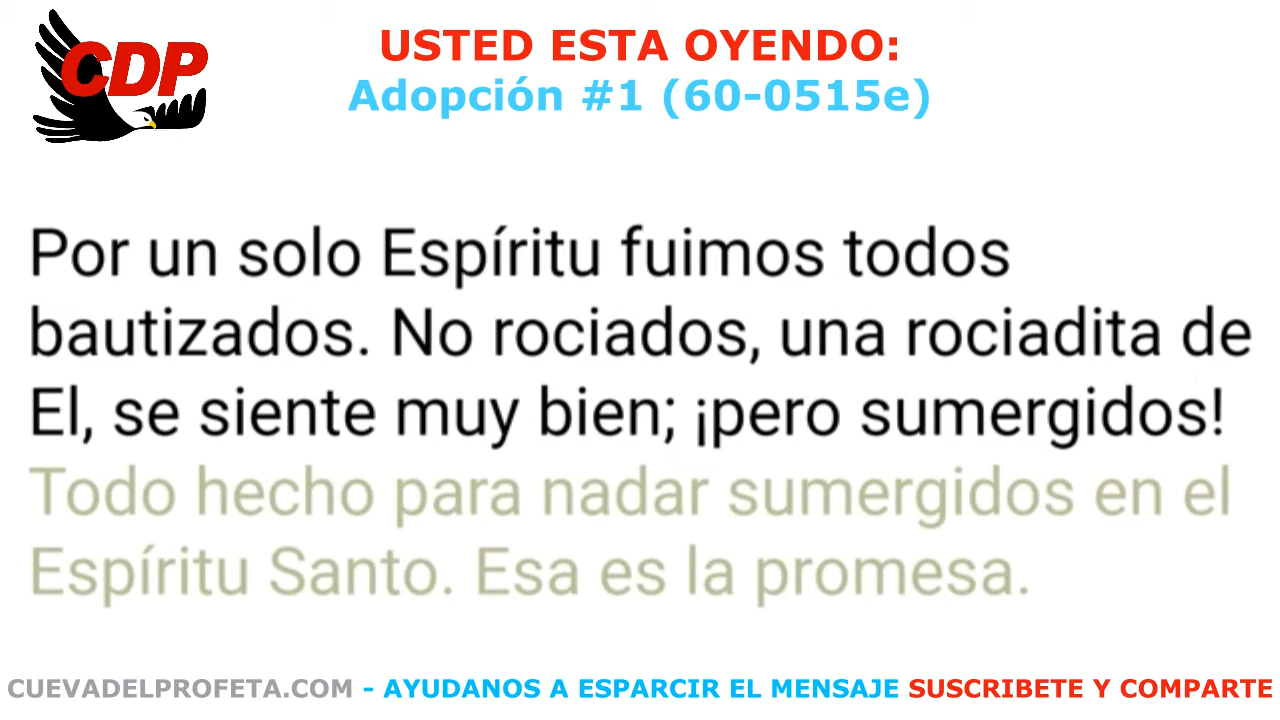 CDP
USTED ESTA OYENDO:
Adopción #1 (60-0515e)
Por un solo Espíritu fuimos todos
bautizados. No rociados, una rociadita de
El, se siente muy bien; ¡pero sumergidos!
Todo hecho para nadar sumergidos en el
Espíritu Santo. Esa es la promesa.
CUEVADELPROFETA.COM - AYUDANOS A ESPARCIR EL MENSAJE SUSCRIBETE Y COMPARTE